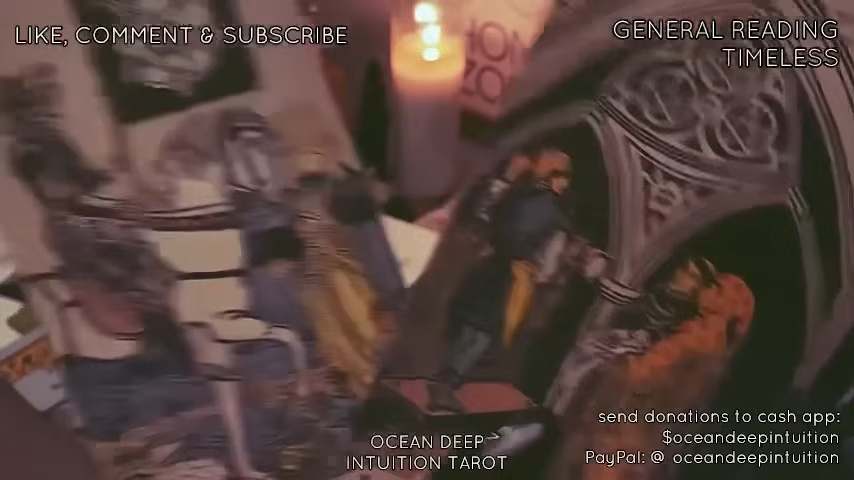 LIKE, COMMENT & SUBSCRIBE
GENERAL READING
TIMELESS
OCEAN DEEP
INTUITION TAROT
send donations to cash app:
$oceandeepintuition
PayPal: @ oceandeepintuition